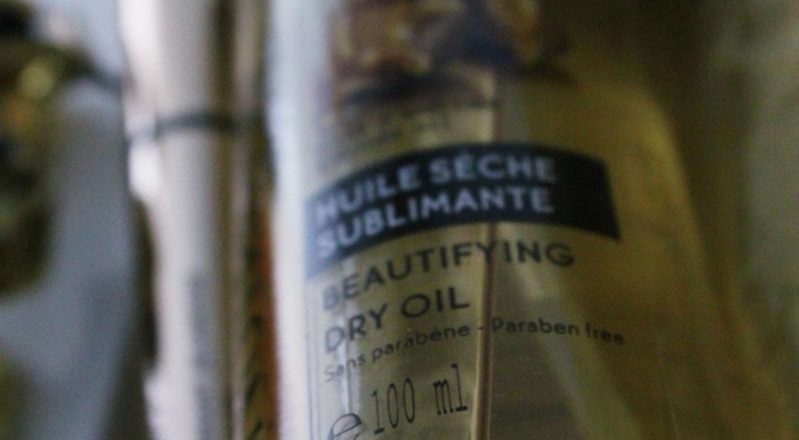 HUILE SÈCHE
SUBLIMANTE
BEAUTIFYING
DRY OIL
Sans parabène - Paraben free
℮ 100 ml